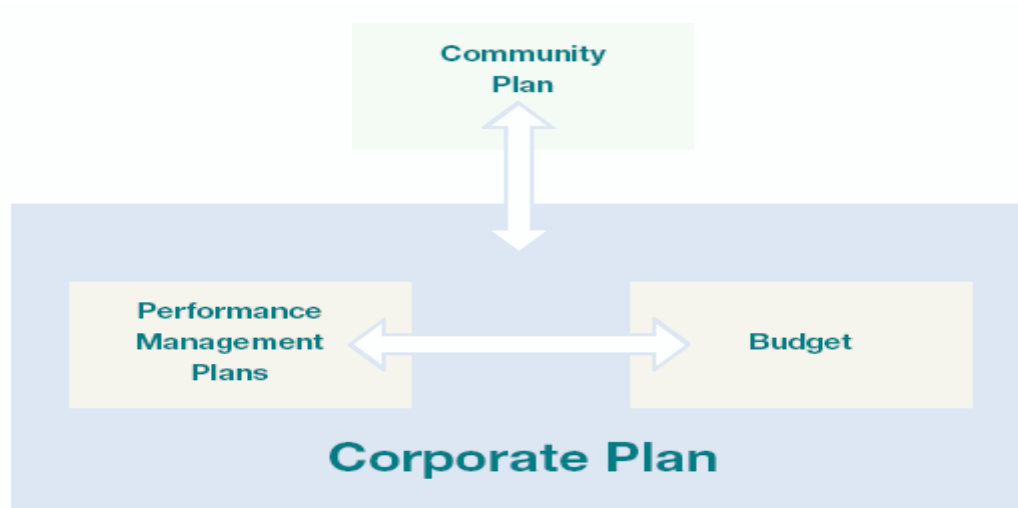 Community
Plan
Performance
Management
Plans
Budget
Corporate Plan